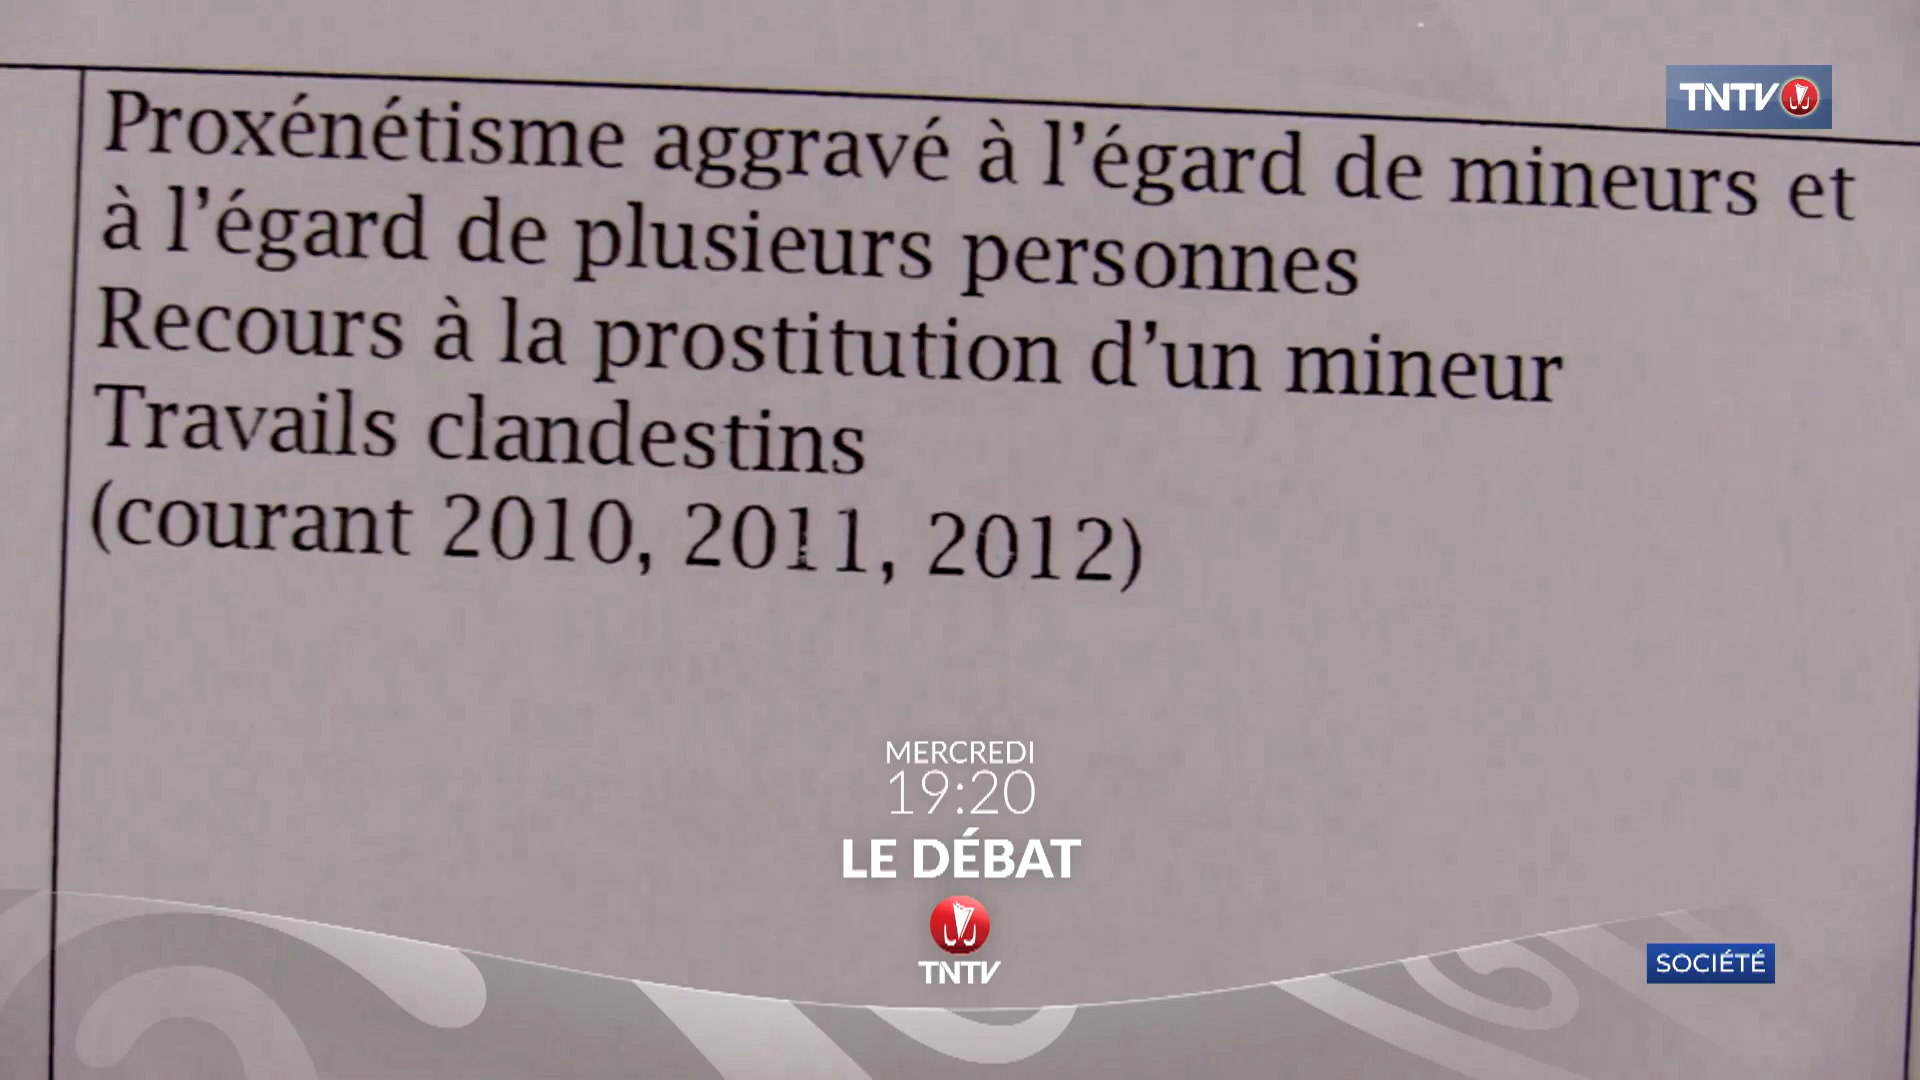 TNTV
Proxénétisme aggravé à l'égard de mineurs et
à l'égard de plusieurs personnes
Recours à la prostitution d'un mineur
Travails clandestins
(courant 2010, 2011, 2012)
MERCREDI
19:20
LE DÉBAT
TNTV
SOCIÉTÉ